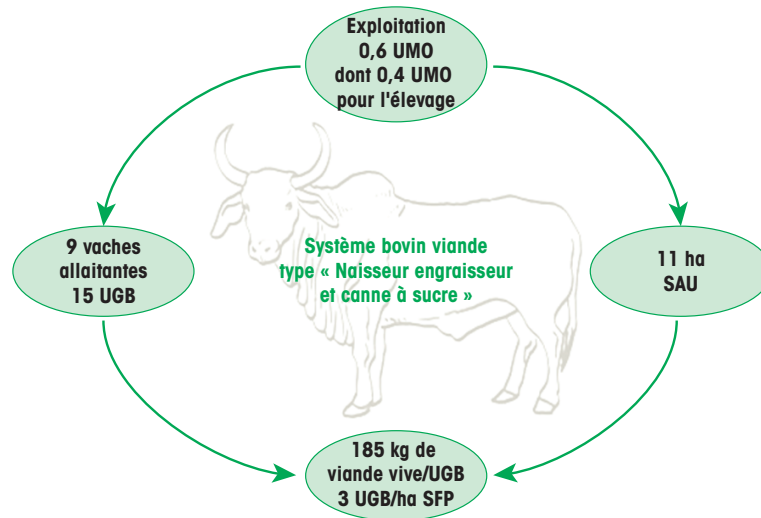 Exploitation
0,6 UMO
dont 0,4 UMO
pour l'élevage
9 vaches
allaitantes
15 UGB
Système bovin viande
type « Naisseur engraisseur
et canne à sucre »
11 ha
SAU
185 kg de
viande vive/UGB
3 UGB/ha SFP